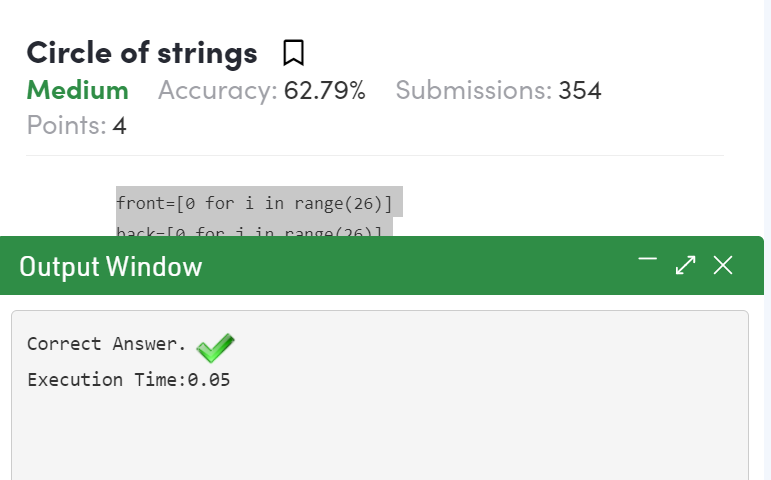 Circle of strings
Medium Accuracy: 62.79% Submissions: 354
Points: 4
front=[0 for i in range(26)]
back=[0 for i in range(26)]
Output Window
Correct Answer.
Execution Time:0.05